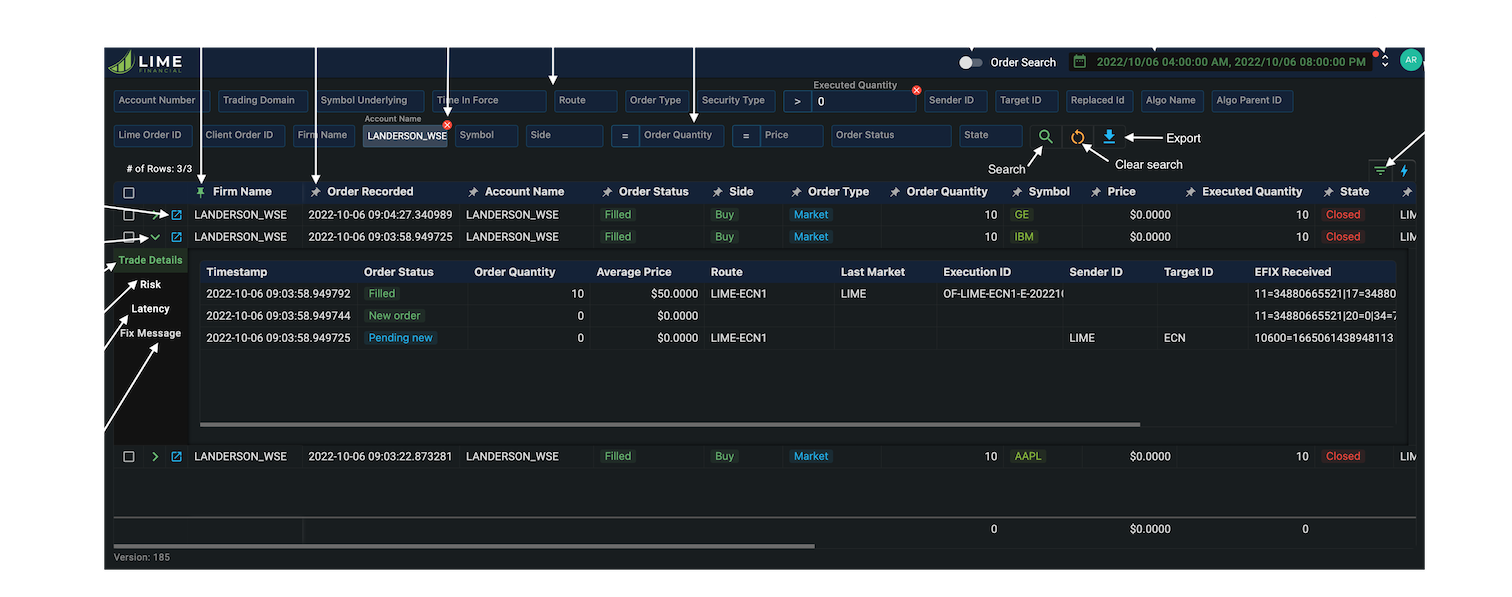 LIME
FINANCIAL
Order Search
2022/10/06 04:00:00 AM, 2022/10/06 08:00:00 PM
AR
Executed Quantity
Account Number Trading Domain Symbol Underlying Time In Force Route Order Type Security Type > 0 Sender ID Target ID Replaced Id Algo Name Algo Parent ID
Account Name
Lime Order ID Client Order ID Firm Name LANDERSON_WSE Symbol Side = Order Quantity = Price Order Status State
Export
Search
Clear search
# of Rows: 3/3
Firm Name Order Recorded Account Name Order Status Side Order Type Order Quantity Symbol Price Executed Quantity State
LANDERSON_WSE 2022-10-06 09:04:27.340989 LANDERSON_WSE Filled Buy Market 10 GE $0.0000 10 Closed LIM
LANDERSON_WSE 2022-10-06 09:03:58.949725 LANDERSON_WSE Filled Buy Market 10 IBM $0.0000 10 Closed LIM
Trade Details
Risk
Latency
Fix Message
Timestamp Order Status Order Quantity Average Price Route Last Market Execution ID Sender ID Target ID EFIX Received
2022-10-06 09:03:58.949792 Filled 10 $50.0000 LIME-ECN1 LIME OF-LIME-ECN1-E-20221 11=34880665521|17=34880
2022-10-06 09:03:58.949744 New order 0 $0.0000 11=34880665521|20=0|34=7
2022-10-06 09:03:58.949725 Pending new 0 $0.0000 LIME-ECN1 LIME ECN 10600=1665061438948113
LANDERSON_WSE 2022-10-06 09:03:22.873281 LANDERSON_WSE Filled Buy Market 10 AAPL $0.0000 10 Closed LIM
0 $0.0000 0
Version: 185